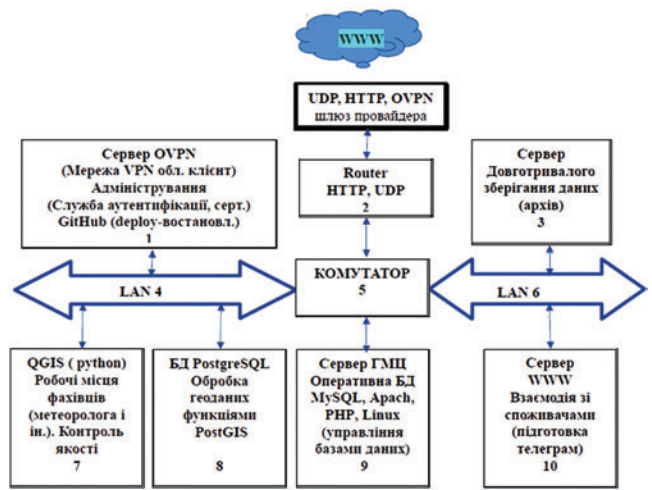 WWW
UDP, HTTP, OVPN
шлюз провайдера
Сервер OVPN
(Мережа VPN обл. клієнт)
Адміністрування
(Служба аутентифікації, серт.)
GitHub (deploy-востановл.)
1
Router
HTTP, UDP
2
Сервер
Довготривалого
зберігання даних
(архів)
3
LAN 4
КОМУТАТОР
5
LAN 6
QGIS ( python)
Робочі місця
фахівців
(метеоролога і
ін.). Контроль
якості
7
БД PostgreSQL
Обробка
геоданих
функціями
PostGIS
8
Сервер ГМЦ
Оперативна БД
MySQL, Apach,
PHP, Linux
(управління
базами даних)
9
Сервер
WWW
Взаємодія зі
споживачами
(підготовка
телеграм)
10